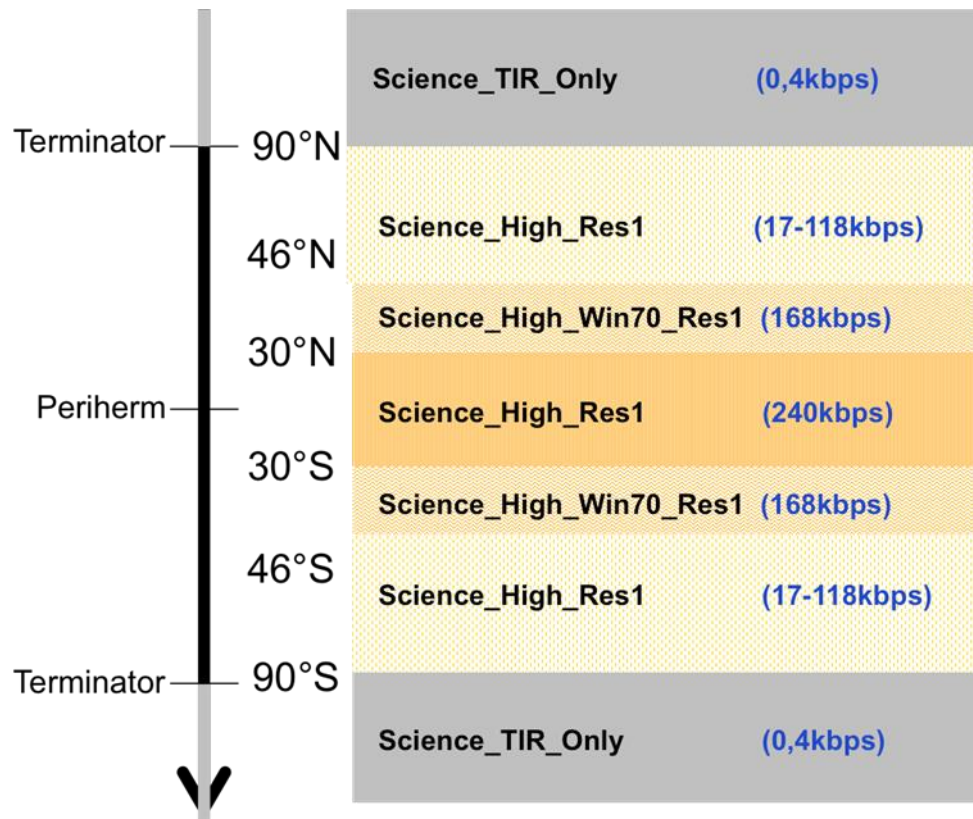 Science_TIR_Only (0,4kbps)
Terminator 90°N
Science_High_Res1 (17-118kbps)
46°N
Science_High_Win70_Res1 (168kbps)
30°N
Periherm Science_High_Res1 (240kbps)
30°S
Science_High_Win70_Res1 (168kbps)
46°S
Science_High_Res1 (17-118kbps)
Terminator 90°S
Science_TIR_Only (0,4kbps)